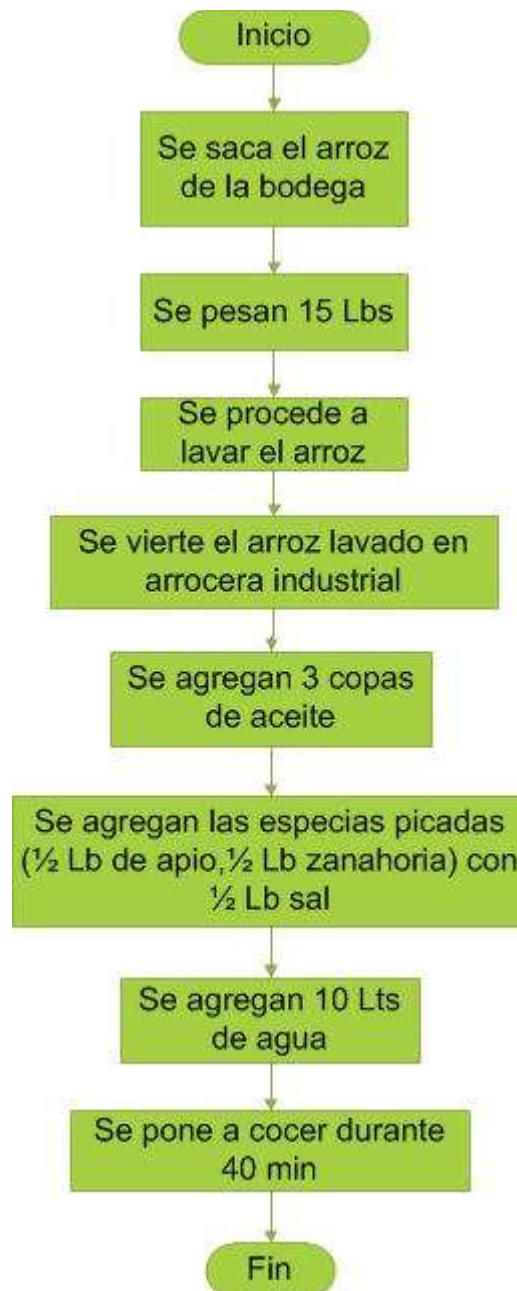 Inicio
Se saca el arroz
de la bodega
Se pesan 15 Lbs
Se procede a
lavar el arroz
Se vierte el arroz lavado en
arrocera industrial
Se agregan 3 copas
de aceite
Se agregan las especias picadas
(½ Lb de apio,½ Lb zanahoria) con
½ Lb sal
Se agregan 10 Lts
de agua
Se pone a cocer durante
40 min
Fin